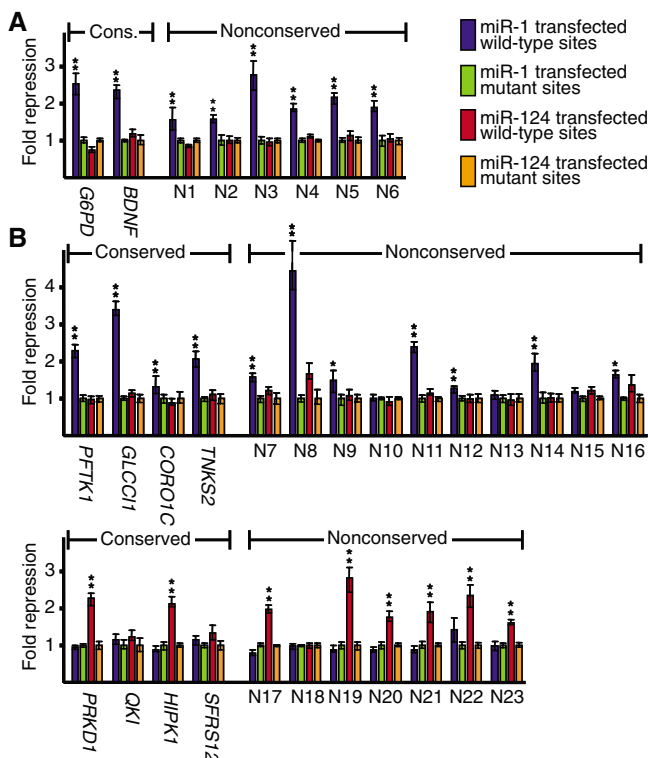 A
Cons.
Nonconserved
Fold repression
3
2
1
** ** ** ** ** ** ** **
G6PD BDNF N1 N2 N3 N4 N5 N6
miR-1 transfected
wild-type sites
miR-1 transfected
mutant sites
miR-124 transfected
wild-type sites
miR-124 transfected
mutant sites
B
Conserved
Nonconserved
Fold repression
4
3
2
1
** ** ** ** ** ** * ** ** ** *
PFTK1 GLCCI1 CORO1C TNKS2 N7 N8 N9 N10 N11 N12 N13 N14 N15 N16
Conserved
Nonconserved
Fold repression
3
2
1
** ** ** ** ** ** ** **
PRKD1 QKI HIPK1 SFRS12 N17 N18 N19 N20 N21 N22 N23